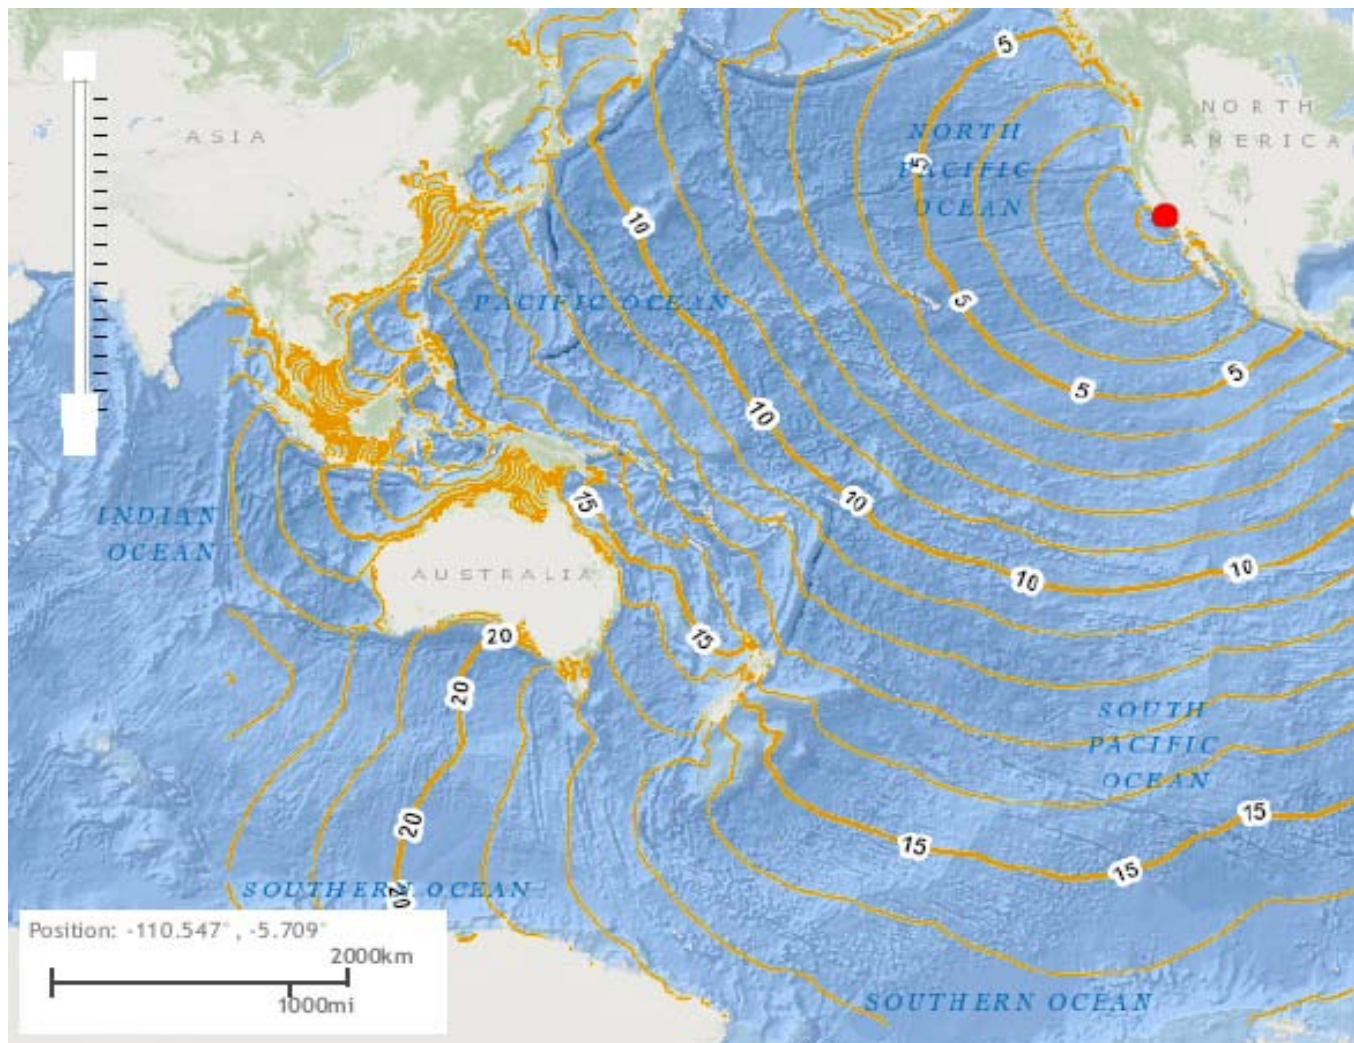 5
NORTH
AMERICA
ASIA
NORTH
5
PACIFIC
OCEAN
10
PACIFIC OCEAN
5
5
5
10
15
10
INDIAN
OCEAN
AUSTRALIA
10
10
20
15
20
SOUTH
PACIFIC
OCEAN
20
15
15
15
SOUTHERN OCEAN
20
Position: -110.547° , -5.709°
2000km
1000mi
SOUTHERN OCEAN